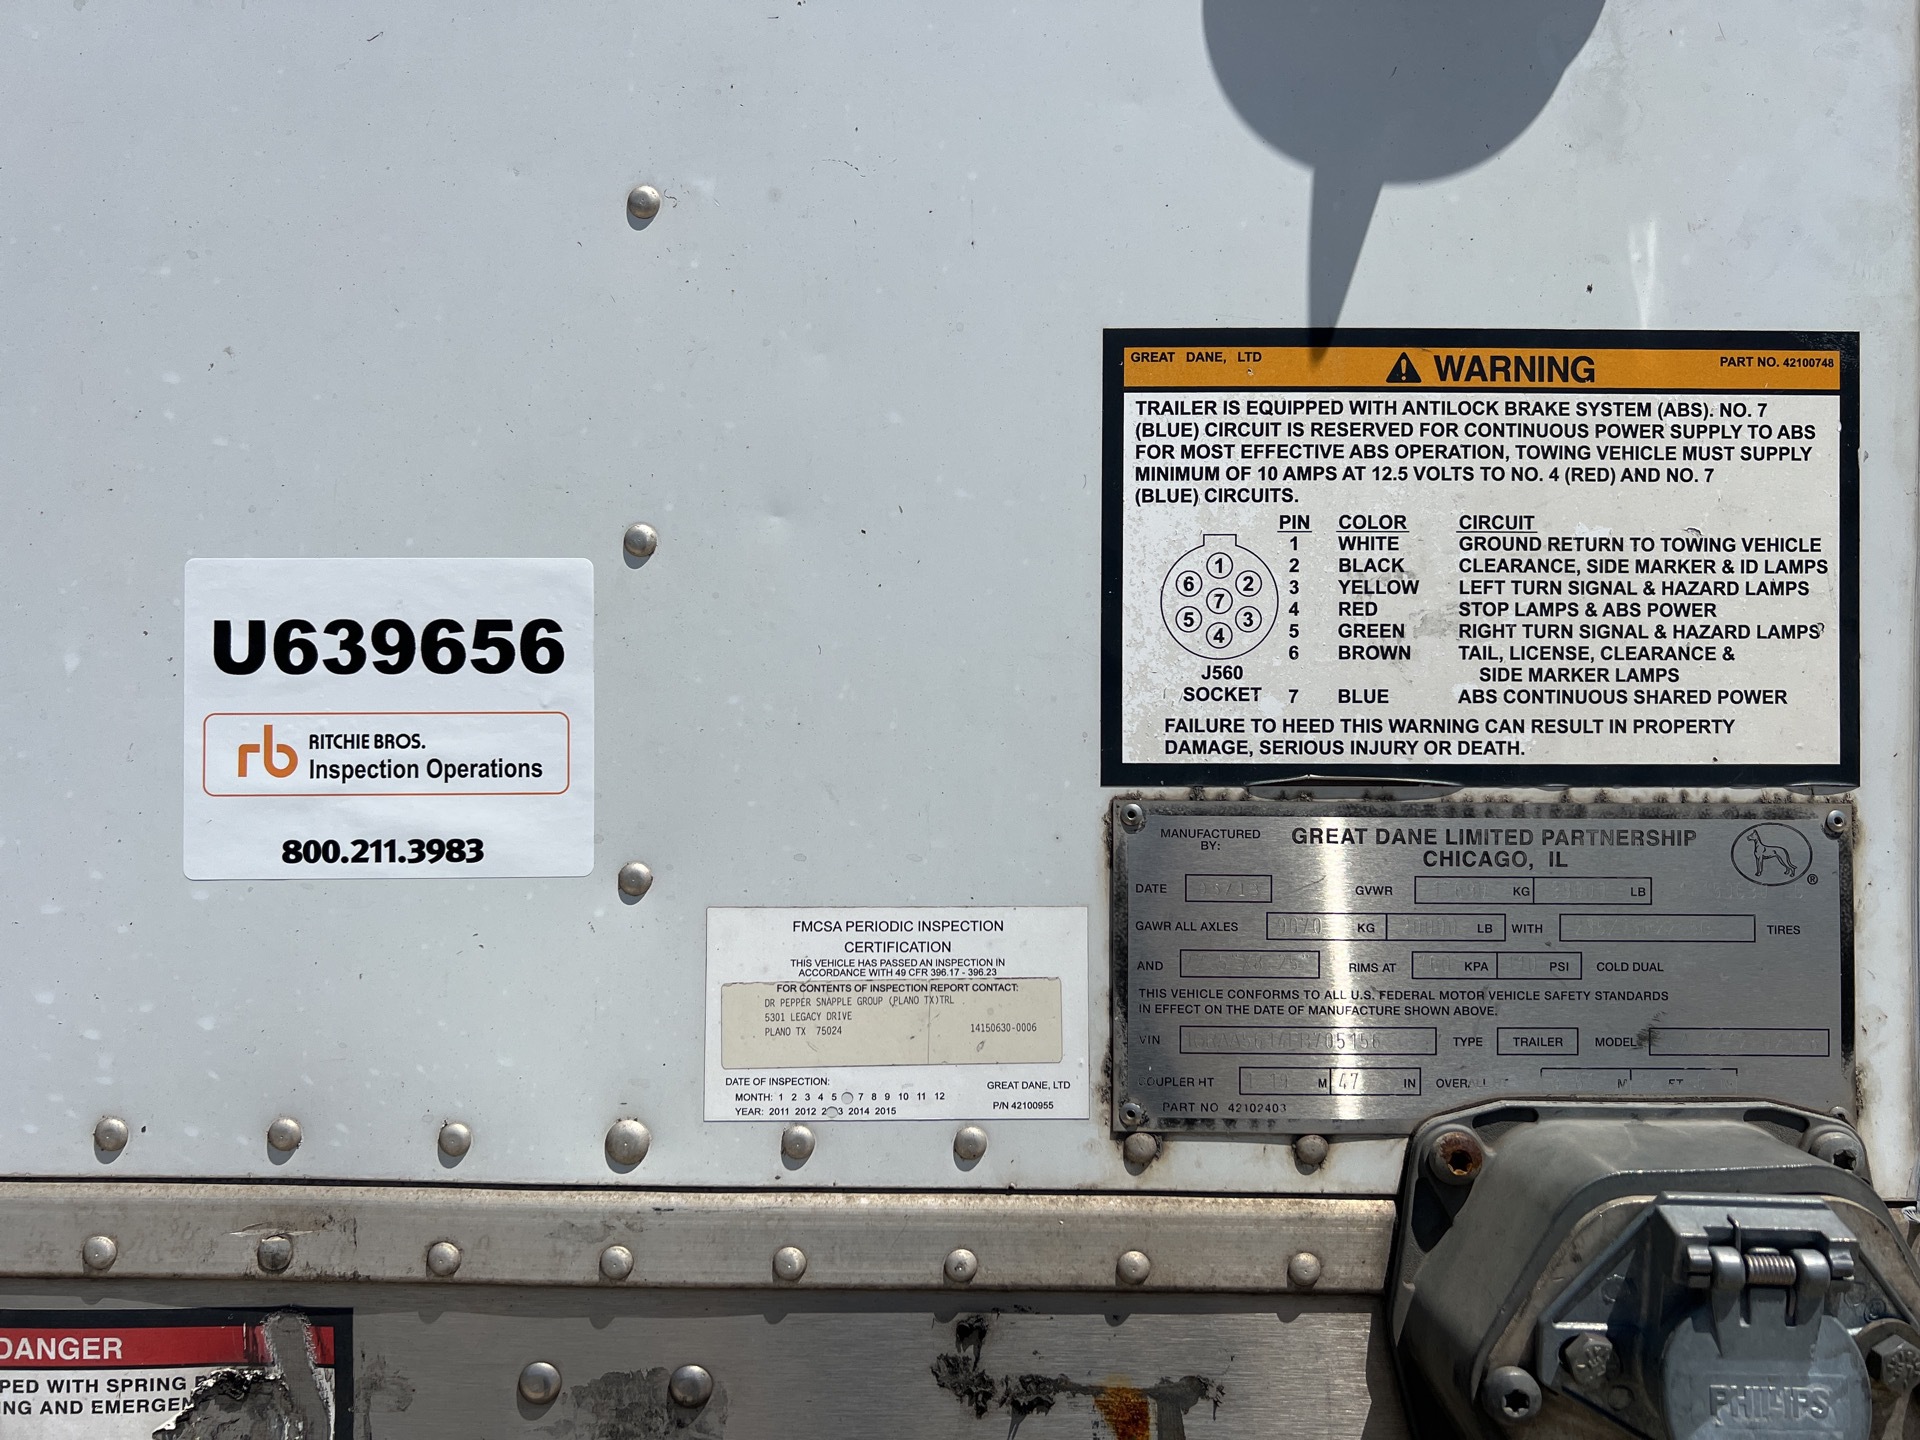 GREAT DANE, LTD WARNING PART NO. 42100748
TRAILER IS EQUIPPED WITH ANTILOCK BRAKE SYSTEM (ABS). NO. 7
(BLUE) CIRCUIT IS RESERVED FOR CONTINUOUS POWER SUPPLY TO ABS
FOR MOST EFFECTIVE ABS OPERATION, TOWING VEHICLE MUST SUPPLY
MINIMUM OF 10 AMPS AT 12.5 VOLTS TO NO. 4 (RED) AND NO. 7
(BLUE) CIRCUITS.
PIN COLOR CIRCUIT
1 WHITE GROUND RETURN TO TOWING VEHICLE
2 BLACK CLEARANCE, SIDE MARKER & ID LAMPS
3 YELLOW LEFT TURN SIGNAL & HAZARD LAMPS
4 RED STOP LAMPS & ABS POWER
5 GREEN RIGHT TURN SIGNAL & HAZARD LAMPS
6 BROWN TAIL, LICENSE, CLEARANCE &
SIDE MARKER LAMPS
7 BLUE ABS CONTINUOUS SHARED POWER
1
6 2
7
5 3
4
J560
SOCKET
FAILURE TO HEED THIS WARNING CAN RESULT IN PROPERTY
DAMAGE, SERIOUS INJURY OR DEATH.
U639656
rb RITCHIE BROS.
Inspection Operations
800.211.3983
MANUFACTURED
BY:
GREAT DANE LIMITED PARTNERSHIP
CHICAGO, IL
®
DATE GVWR KG LB
GAWR ALL AXLES KG LB WITH TIRES
AND RIMS AT KPA PSI COLD DUAL
THIS VEHICLE CONFORMS TO ALL U.S. FEDERAL MOTOR VEHICLE SAFETY STANDARDS
IN EFFECT ON THE DATE OF MANUFACTURE SHOWN ABOVE.
VIN TYPE TRAILER MODEL
COUPLER HT M 47 IN OVERALL M FT
PART NO 42102403
FMCSA PERIODIC INSPECTION
CERTIFICATION
THIS VEHICLE HAS PASSED AN INSPECTION IN
ACCORDANCE WITH 49 CFR 396.17 - 396.23
FOR CONTENTS OF INSPECTION REPORT CONTACT:
DR PEPPER SNAPPLE GROUP (PLANO TX)TRL
5301 LEGACY DRIVE
PLANO TX 75024 14150630-0006
DATE OF INSPECTION: GREAT DANE, LTD
MONTH: 1 2 3 4 5 7 8 9 10 11 12
P/N 42100955
YEAR: 2011 2012 2014 2015
DANGER
PED WITH SPRING
ING AND EMERGEN
PHILLIPS